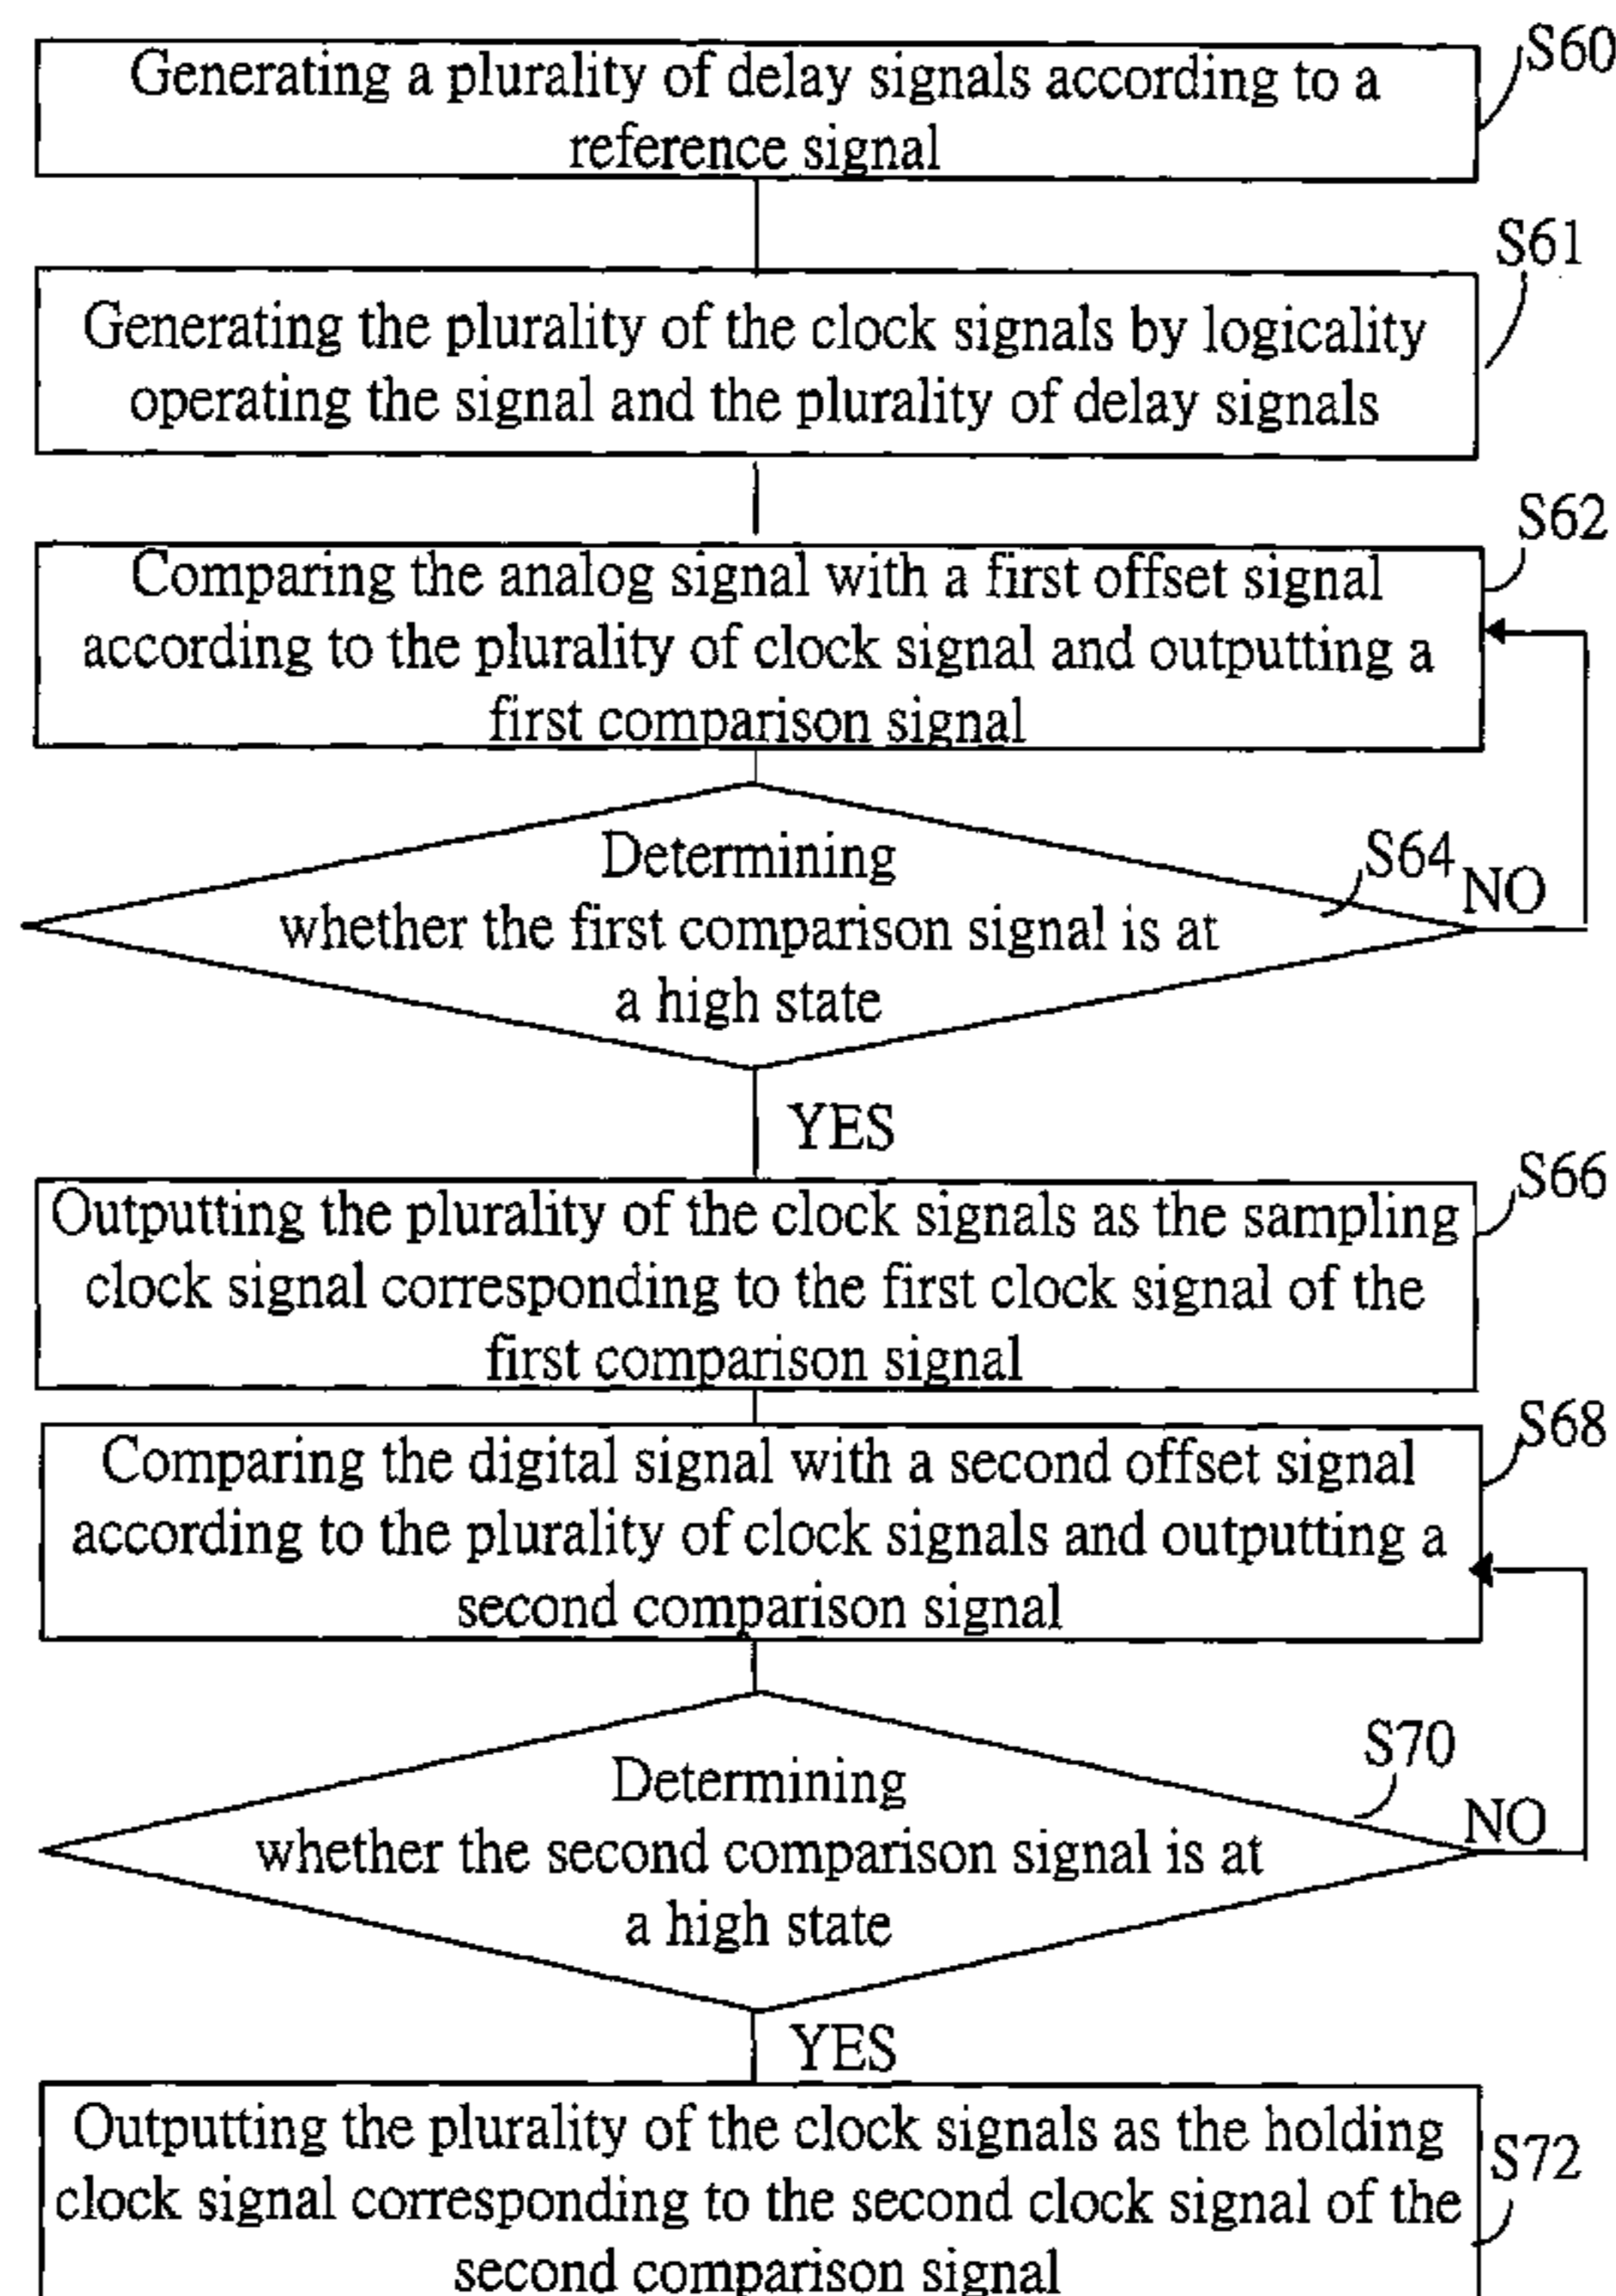 Generating a plurality of delay signals according to a
reference signal
S60
Generating the plurality of the clock signals by logicality
operating the signal and the plurality of delay signals
S61
Comparing the analog signal with a first offset signal
according to the plurality of clock signal and outputting a
first comparison signal
S62
Determining
whether the first comparison signal is at
a high state
S64
NO
YES
Outputting the plurality of the clock signals as the sampling
clock signal corresponding to the first clock signal of the
first comparison signal
S66
Comparing the digital signal with a second offset signal
according to the plurality of clock signals and outputting a
second comparison signal
S68
Determining
whether the second comparison signal is at
a high state
S70
NO
YES
Outputting the plurality of the clock signals as the holding
clock signal corresponding to the second clock signal of the
second comparison signal
S72